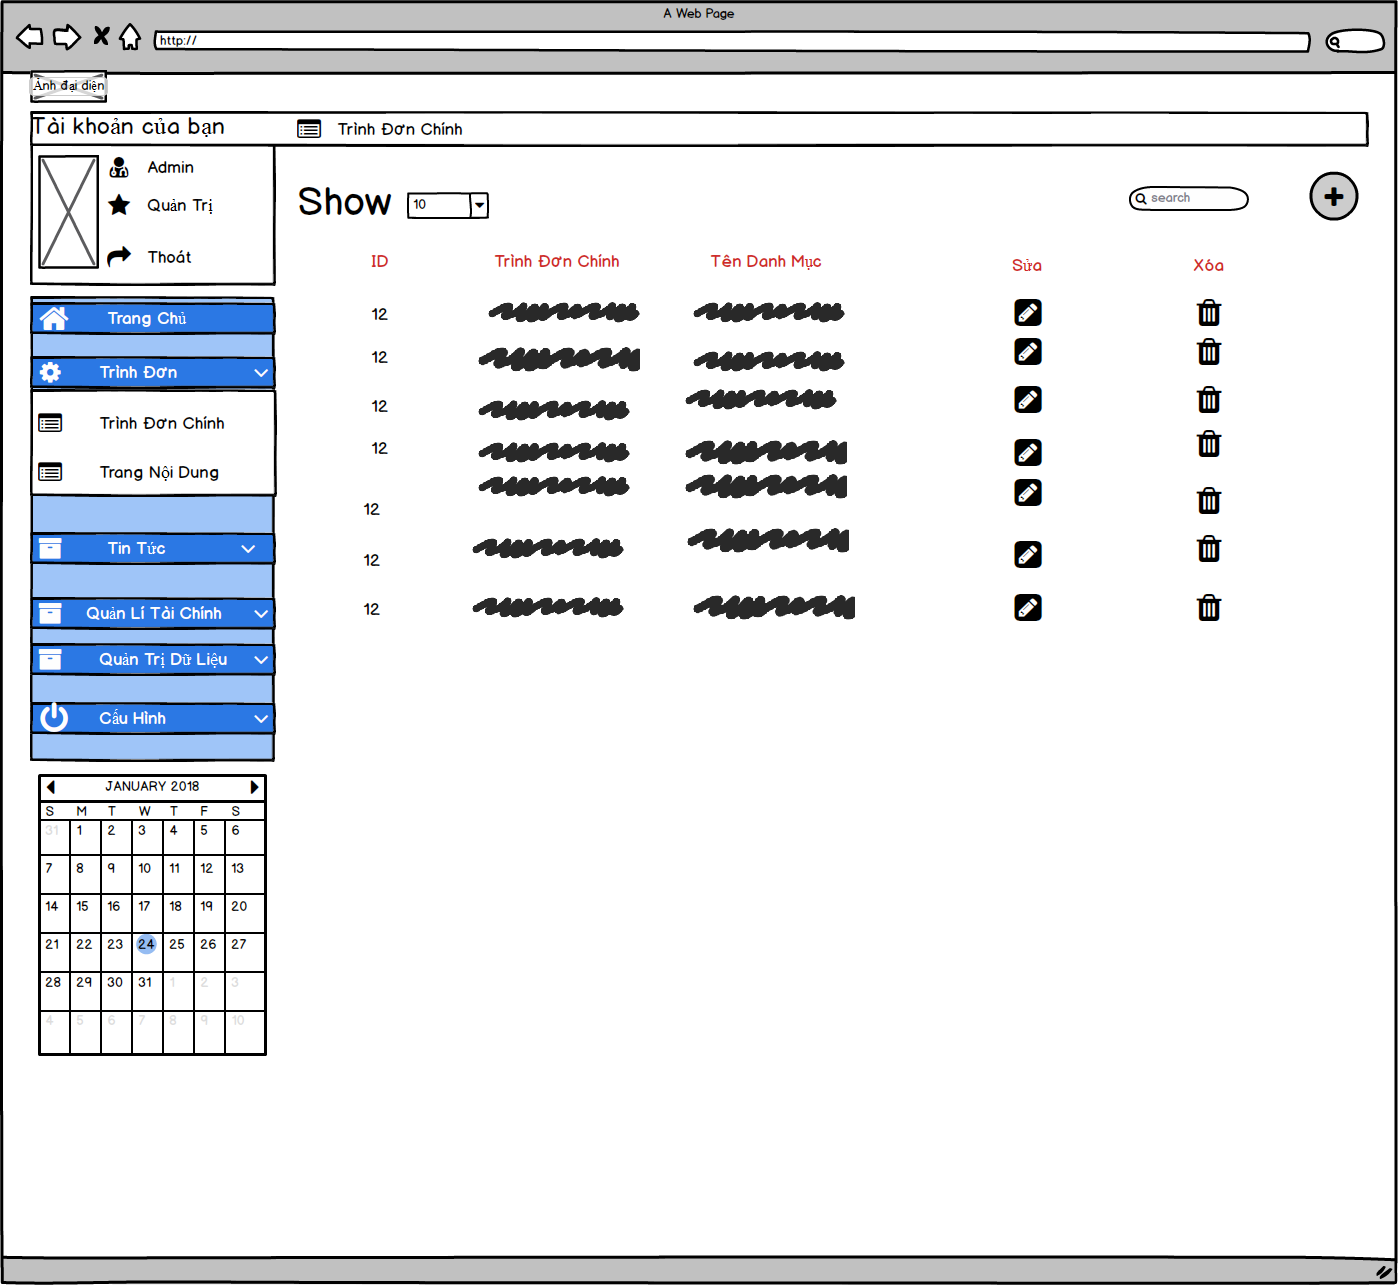 A Web Page
http://
Ảnh đại diện
Tài khoản của bạn
Trình Đơn Chính
Admin
Quản Trị
Thoát
Show 10
search
ID Trình Đơn Chính Tên Danh Mục Sửa Xóa
12
12
12
12
12
12
12
Trang Chủ
Trình Đơn
Trình Đơn Chính
Trang Nội Dung
Tin Tức
Quản Lí Tài Chính
Quản Trị Dữ Liệu
Cấu Hình
JANUARY 2018
S M T W T F S
31 1 2 3 4 5 6
7 8 9 10 11 12 13
14 15 16 17 18 19 20
21 22 23 24 25 26 27
28 29 30 31 1 2 3
4 5 6 7 8 9 10